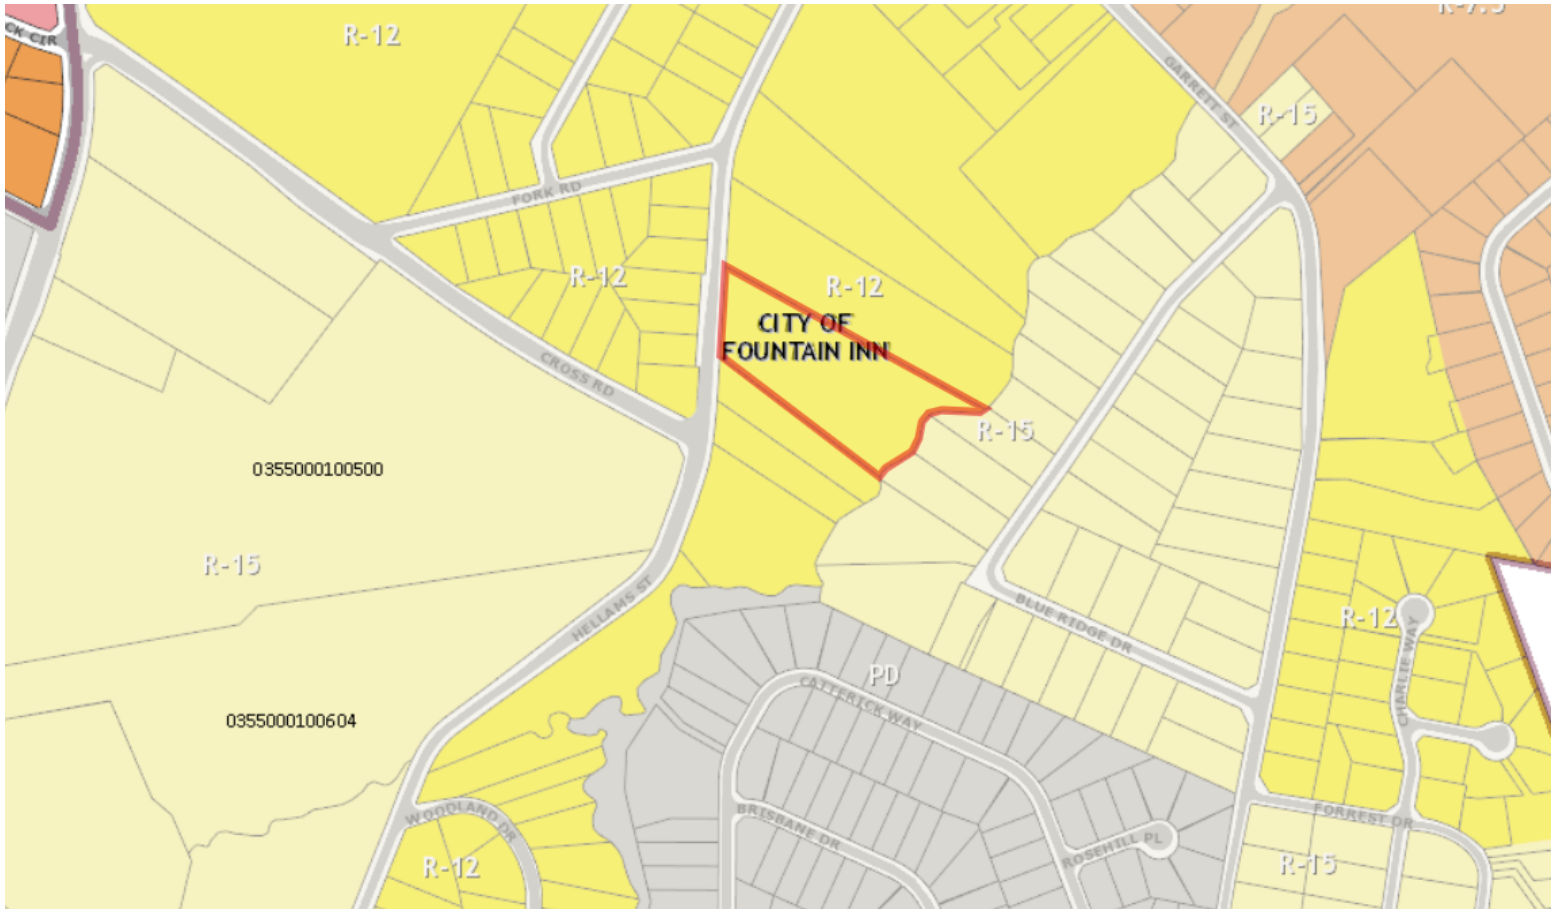 R-12
R-7.5
CK CIR
GARRETT ST
R-15
FORK RD
R-12
R-12
CITY OF
FOUNTAIN INN
CROSS RD
R-15
0355000100500
R-15
HELLAMS ST
BLUE RIDGE DR
R-12
CHARLIE WAY
PD
CATTERICK WAY
0355000100604
WOODLAND DR
BRISBANE DR
ROSEHILL PL
FORREST DR
R-12
R-15